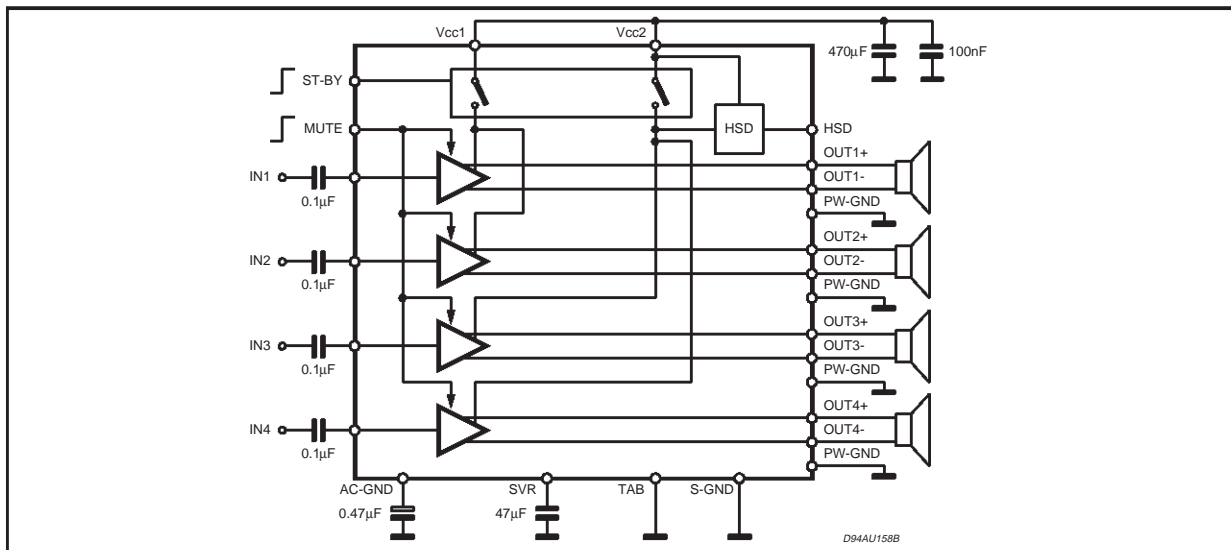 Vcc1
Vcc2
470μF
100nF
ST-BY
MUTE
HSD
HSD
OUT1+
OUT1-
PW-GND
IN1
0.1μF
OUT2+
OUT2-
PW-GND
IN2
0.1μF
OUT3+
OUT3-
PW-GND
IN3
0.1μF
OUT4+
OUT4-
PW-GND
IN4
0.1μF
AC-GND
SVR
TAB
S-GND
0.47μF
47μF
D94AU158B